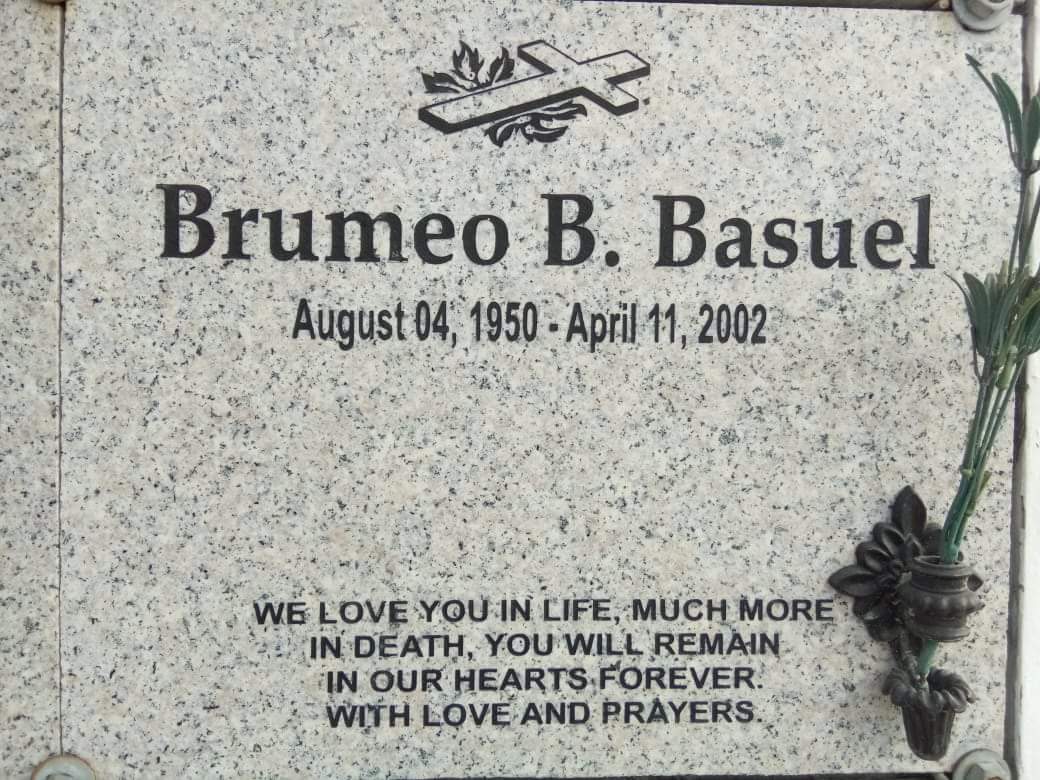 Brumeo B. Basuel
August 04, 1950 - April 11, 2002
WE LOVE YOU IN LIFE, MUCH MORE
IN DEATH, YOU WILL REMAIN
IN OUR HEARTS FOREVER.
WITH LOVE AND PRAYERS.